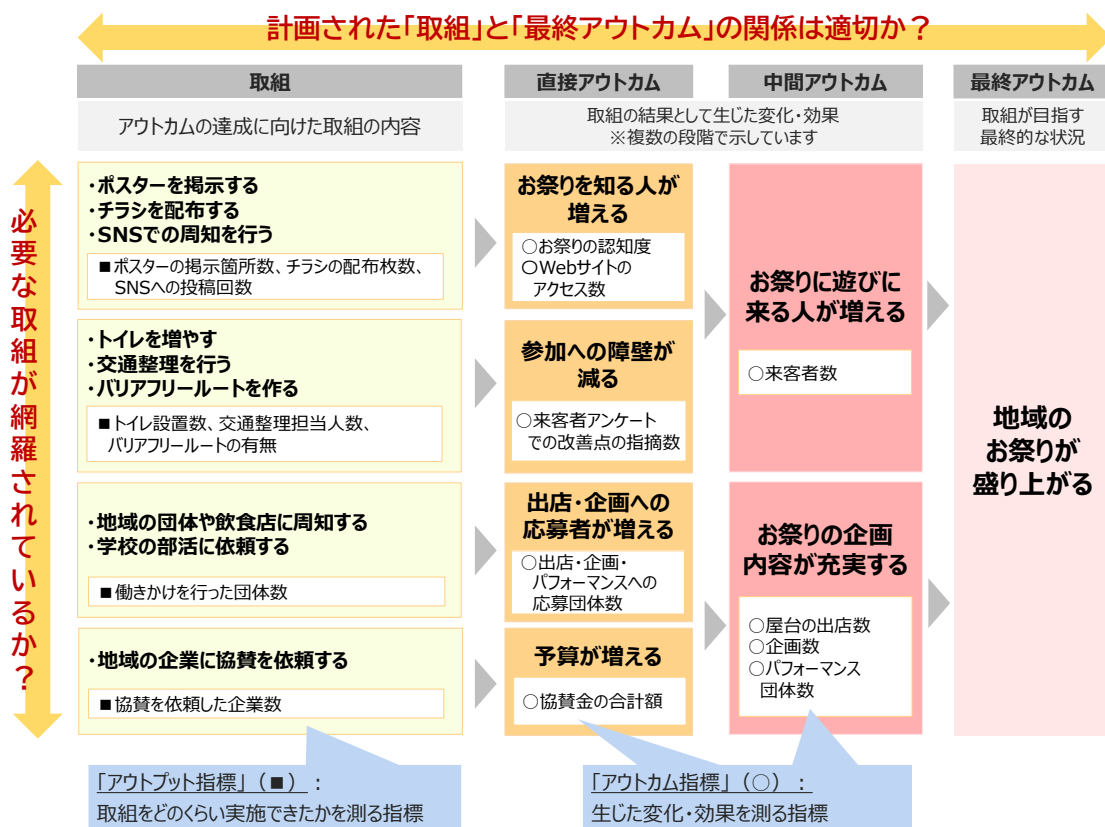 計画された「取組」と「最終アウトカム」の関係は適切か？
必要な取組が網羅されているか？
取組
アウトカムの達成に向けた取組の内容
直接アウトカム
中間アウトカム
取組の結果として生じた変化・効果
※複数の段階で示しています
最終アウトカム
取組が目指す
最終的な状況
・ポスターを掲示する
・チラシを配布する
・SNSでの周知を行う
■ポスターの掲示箇所数、チラシの配布枚数、
SNSへの投稿回数
お祭りを知る人が
増える
○お祭りの認知度
〇Webサイトの
アクセス数
・トイレを増やす
・交通整理を行う
・バリアフリールートを作る
■トイレ設置数、交通整理担当人数、
バリアフリールートの有無
参加への障壁が
減る
○来客者アンケート
での改善点の指摘数
お祭りに遊びに
来る人が増える
○来客者数
・地域の団体や飲食店に周知する
・学校の部活に依頼する
■働きかけを行った団体数
出店・企画への
応募者が増える
○出店・企画・
パフォーマンスへの
応募団体数
・地域の企業に協賛を依頼する
■協賛を依頼した企業数
予算が増える
○協賛金の合計額
お祭りの企画
内容が充実する
○屋台の出店数
○企画数
○パフォーマンス
団体数
地域の
お祭りが
盛り上がる
「アウトプット指標」（■）：
取組をどのくらい実施できたかを測る指標
「アウトカム指標」（○）：
生じた変化・効果を測る指標